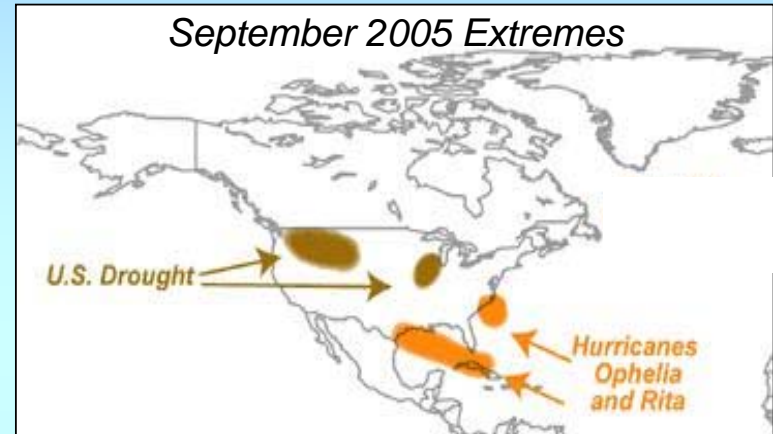 September 2005 Extremes
U.S. Drought
Hurricanes
Ophelia
and Rita